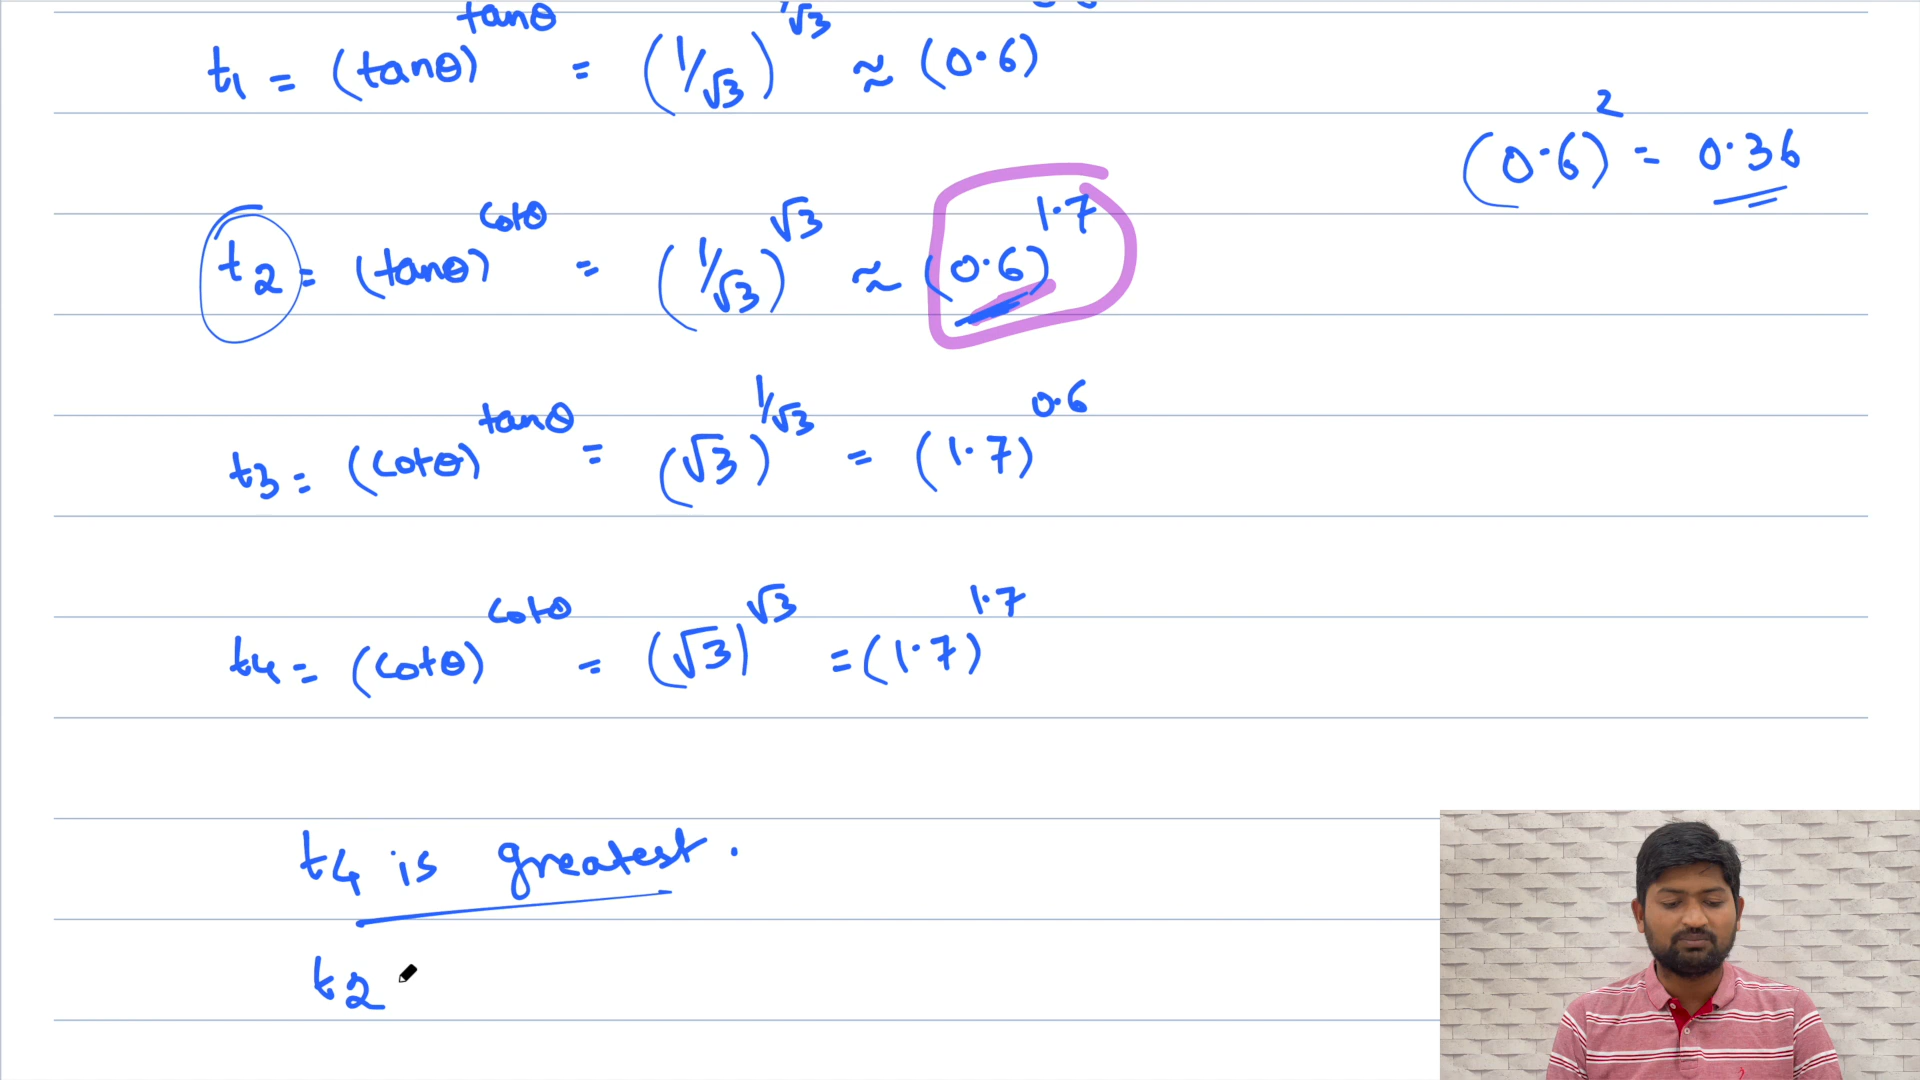 t1 = (tanθ)^tanθ = (1/√3)^1/√3 ≈ (0.6)
(0.6)^2 = 0.36
t2 = (tanθ)^cotθ = (1/√3)^√3 ≈ (0.6)^1.7
t3 = (cotθ)^tanθ = (√3)^1/√3 = (1.7)^0.6
t4 = (cotθ)^cotθ = (√3)^√3 = (1.7)^1.7
t4 is greatest.
t2